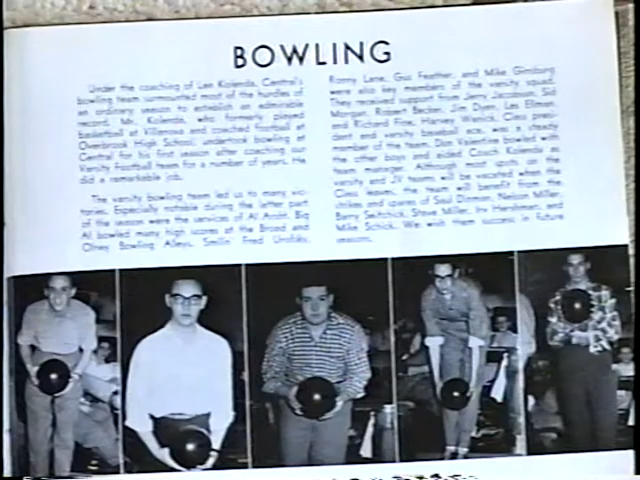 BOWLING
Under the coaching of Len Kolenda, Central's
bowling team surmounted most of the hurdles of
an ordinary season to establish an admirable
record. Mr. Kolenda, who formerly played
basketball at Villanova and coached football at
Overbrook High School, undertook bowling at
Central for his first season after coaching our
Varsity football team for a number of years. He
did a remarkable job.
The varsity bowling team led us to many vic-
tories. Especially notable during the latter part
of the season were the services of Al Big
Al bowled many high scores at the Broad and
Olney Bowling Alleys. Fred
Ronny Lane, Gus Feather, and Mike Ginsburg
were also key members of the varsity squad.
They received support from Jerry Jacobson, Sid
Margolit, Robert Becker, Jim Dyen, Les Elman,
and Richard Fine. Harvey Wenick, Class presi-
dent and varsity baseball ace, was a steady
member of the team. Don Valentine bowled with
the other boys and aided Coach Kolenda as
team manager. Although most spots on the
varsity and JV teams will be vacated when the
Class leaves, the team will benefit from the
strikes and spares of Saul Dinman, Nelson Miller,
Barry Switchick, Steve Miller, Irv and
Mike Schick. We wish them success in future
seasons.